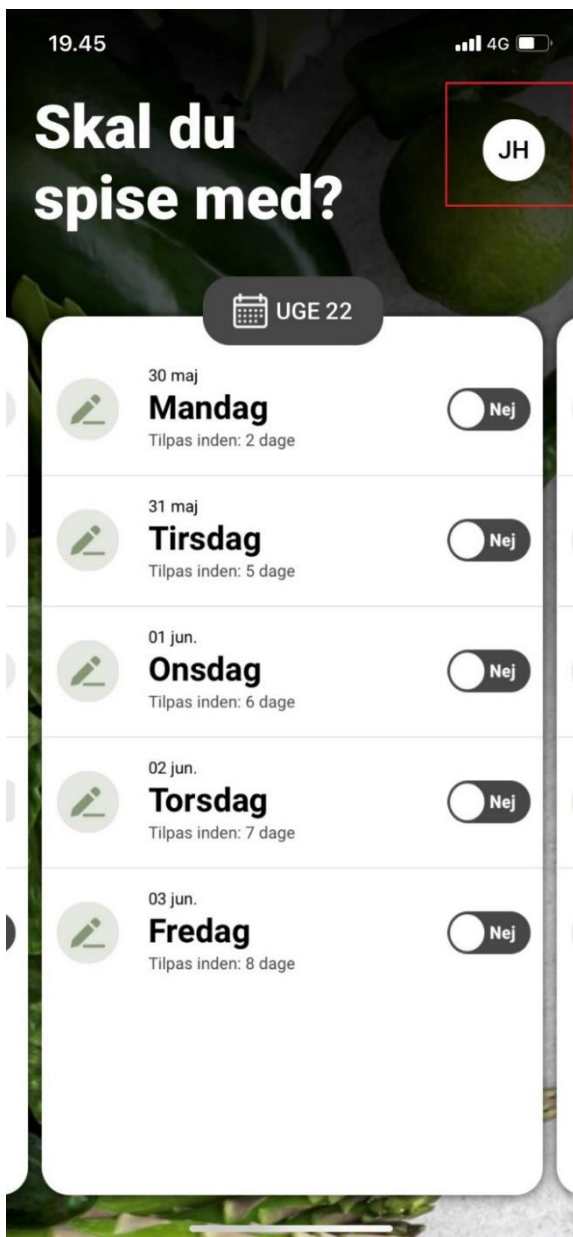 19.45
4G
Skal du
spise med?
JH
UGE 22
30 maj
Mandag
Tilpas inden: 2 dage
Nej
31 maj
Tirsdag
Tilpas inden: 5 dage
Nej
01 jun.
Onsdag
Tilpas inden: 6 dage
Nej
02 jun.
Torsdag
Tilpas inden: 7 dage
Nej
03 jun.
Fredag
Tilpas inden: 8 dage
Nej